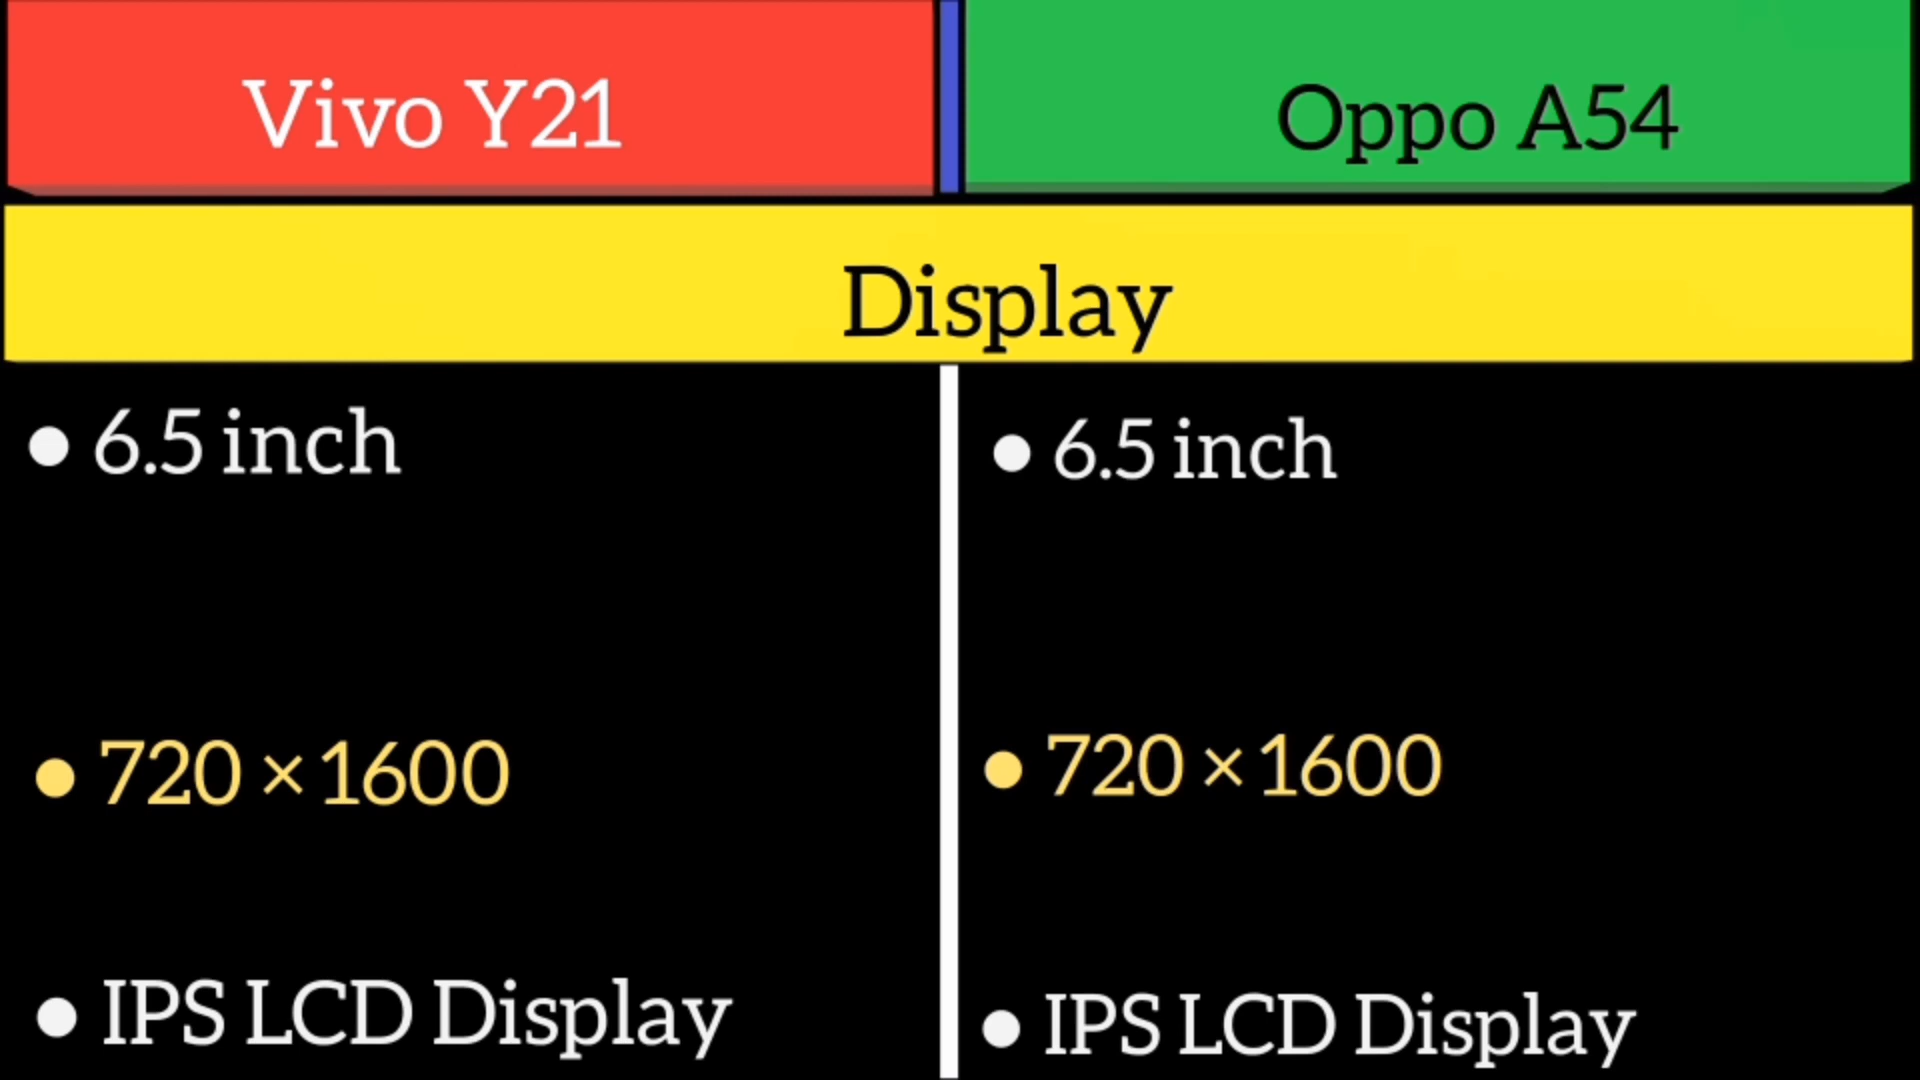 Vivo Y21
Oppo A54
Display
● 6.5 inch
● 6.5 inch
● 720 × 1600
● 720 × 1600
● IPS LCD Display
● IPS LCD Display